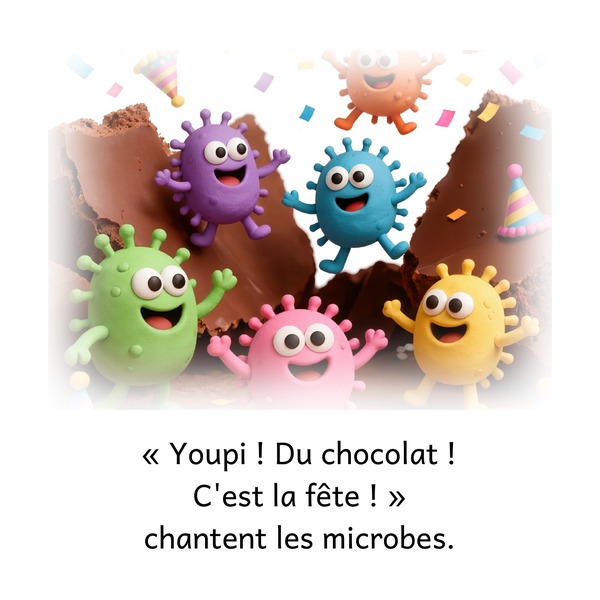 « Youpi ! Du chocolat !
C'est la fête ! »
chantent les microbes.